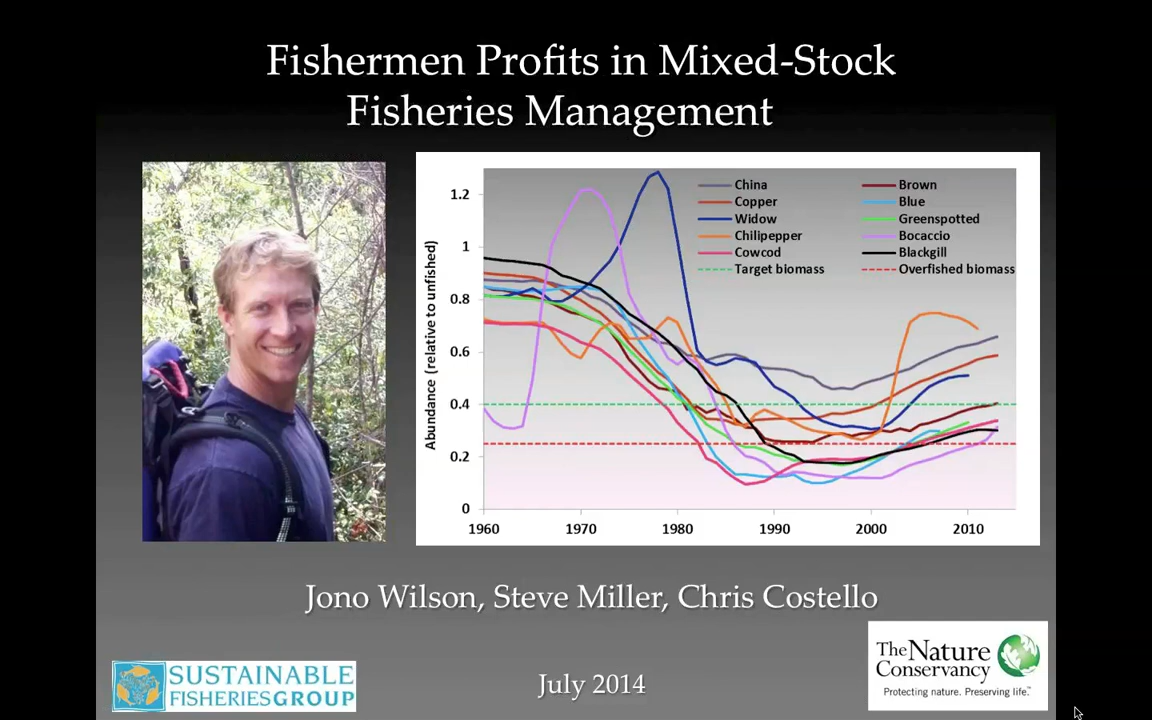 Fishermen Profits in Mixed-Stock
Fisheries Management
Abundance (relative to unfished)
1.2
1
0.8
0.6
0.4
0.2
0
1960 1970 1980 1990 2000 2010
China Brown
Copper Blue
Widow Greenspotted
Chilipepper Bocaccio
Cowcod Blackgill
Target biomass Overfished biomass
Jono Wilson, Steve Miller, Chris Costello
SUSTAINABLE
FISHERIESGROUP
July 2014
The Nature
Conservancy
Protecting nature. Preserving life.™